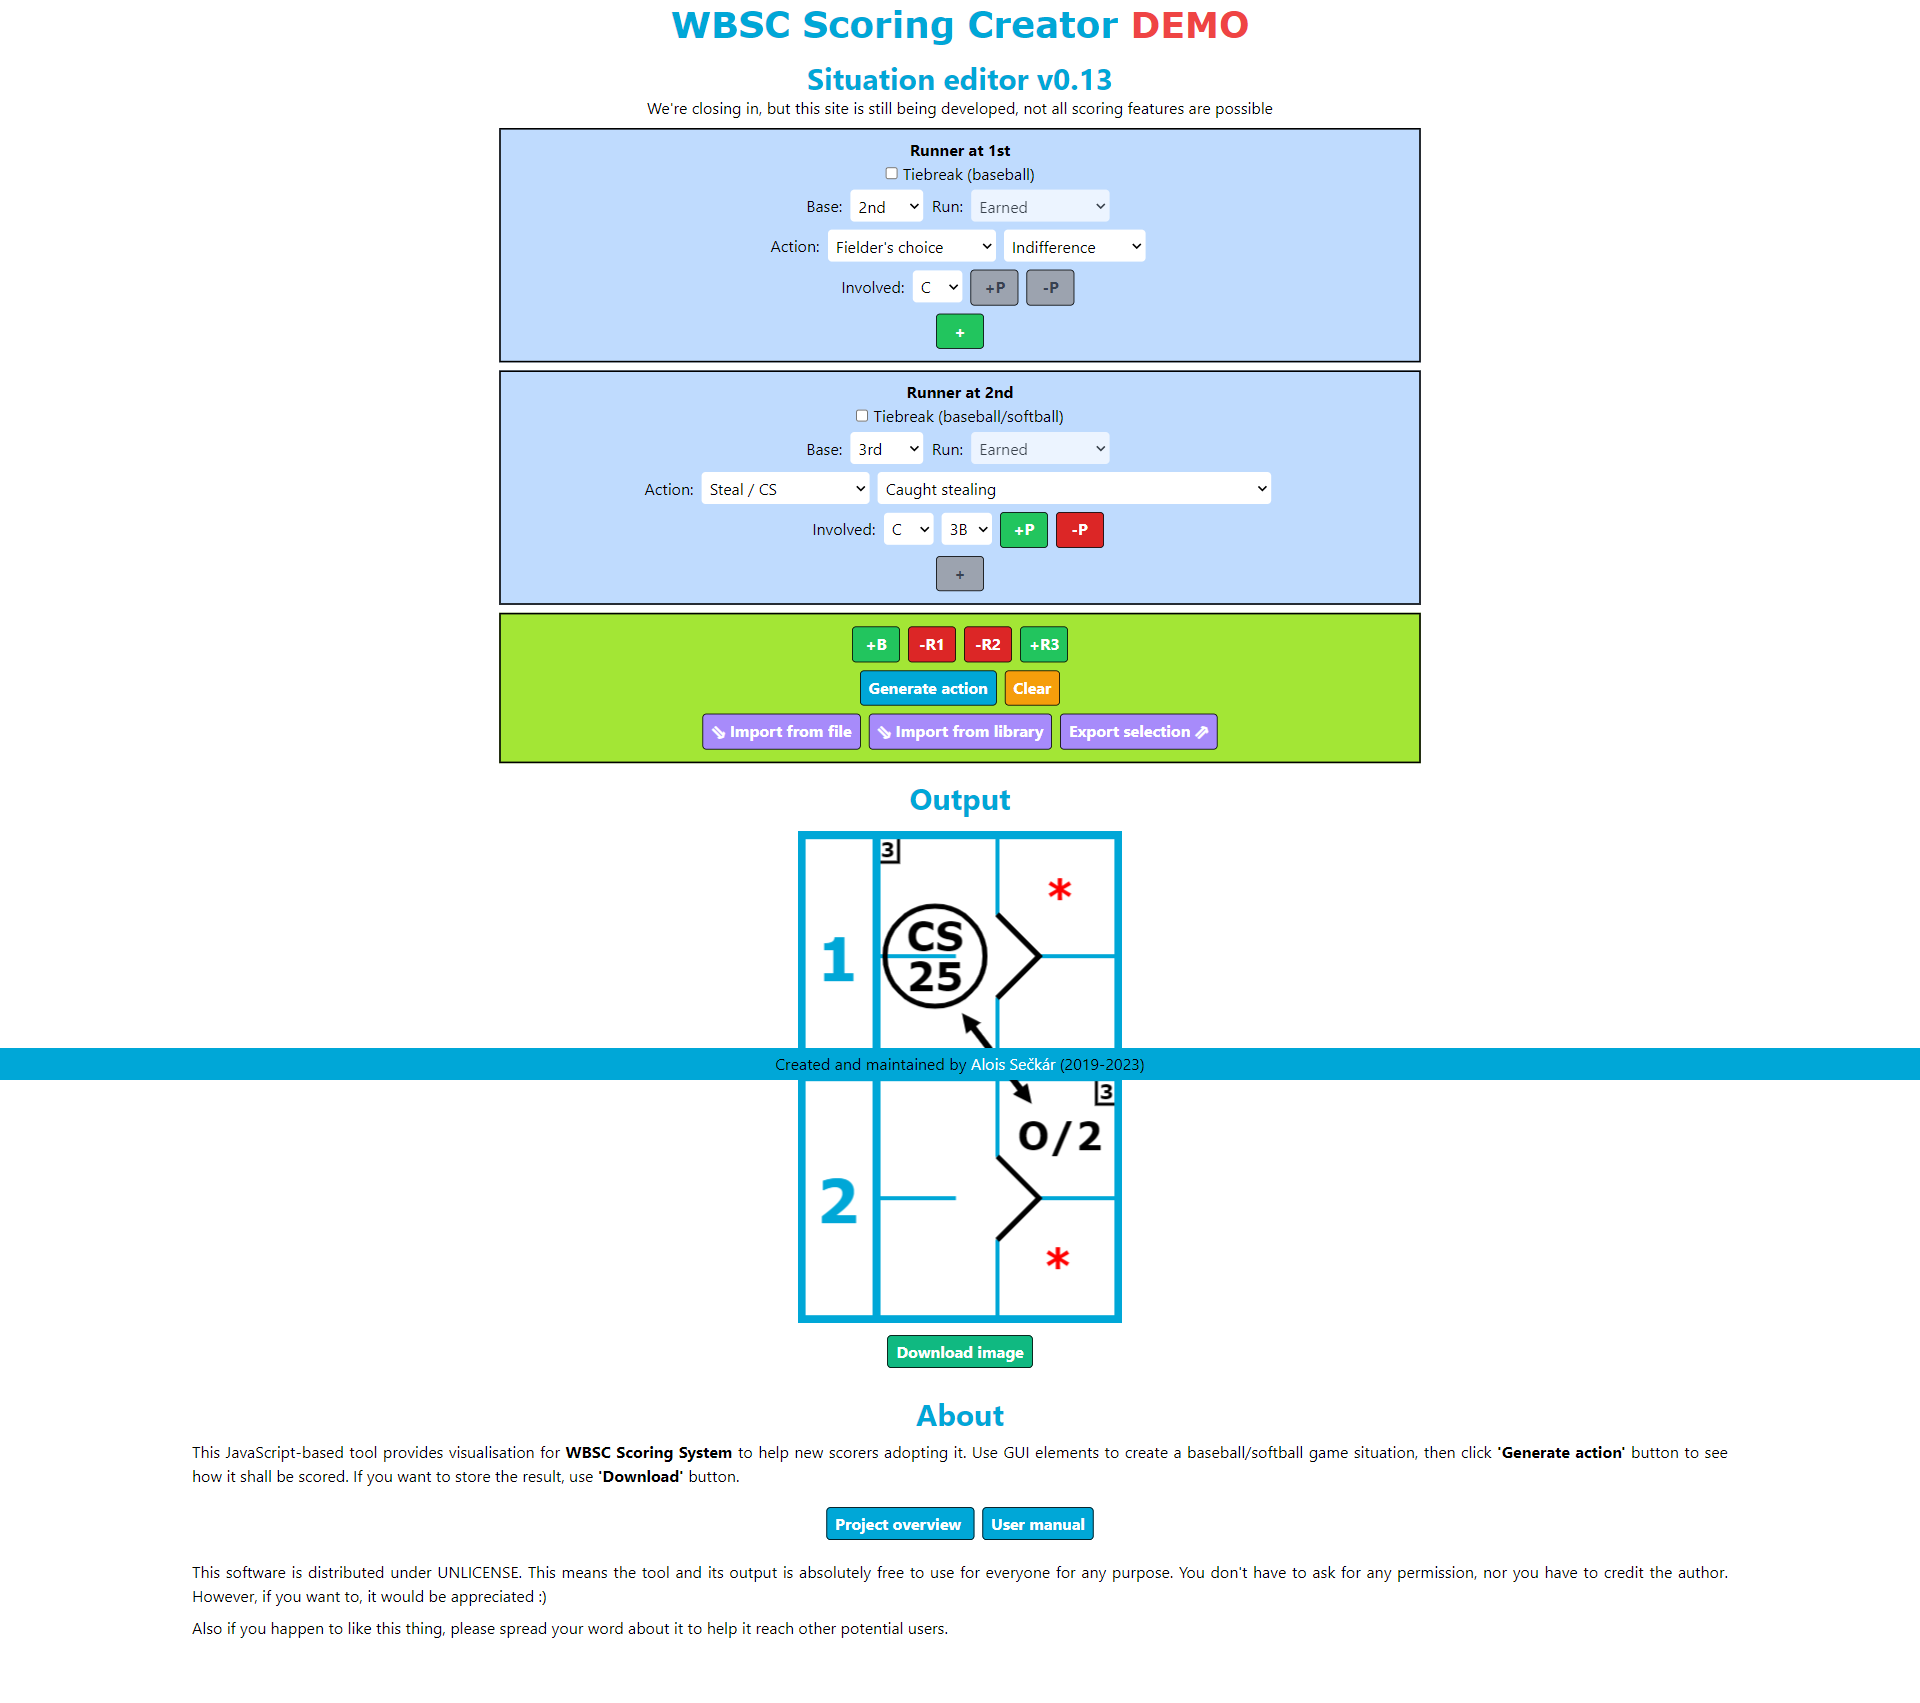 WBSC Scoring Creator DEMO
Situation editor v0.13
We're closing in, but this site is still being developed, not all scoring features are possible
Runner at 1st
Tiebreak (baseball)
Base: 2nd Run: Earned
Action: Fielder's choice Indifference
Involved: C +P -P
+
Runner at 2nd
Tiebreak (baseball/softball)
Base: 3rd Run: Earned
Action: Steal / CS Caught stealing
Involved: C 3B +P -P
+
+B -R1 -R2 +R3
Generate action Clear
⇘ Import from file ⇘ Import from library Export selection ⇗
Output
3
*
CS
1
25
Created and maintained by Alois Sečkár (2019-2023)
3
O/2
2
*
Download image
About
This JavaScript-based tool provides visualisation for WBSC Scoring System to help new scorers adopting it. Use GUI elements to create a baseball/softball game situation, then click 'Generate action' button to see
how it shall be scored. If you want to store the result, use 'Download' button.
Project overview User manual
This software is distributed under UNLICENSE. This means the tool and its output is absolutely free to use for everyone for any purpose. You don't have to ask for any permission, nor you have to credit the author.
However, if you want to, it would be appreciated :)
Also if you happen to like this thing, please spread your word about it to help it reach other potential users.